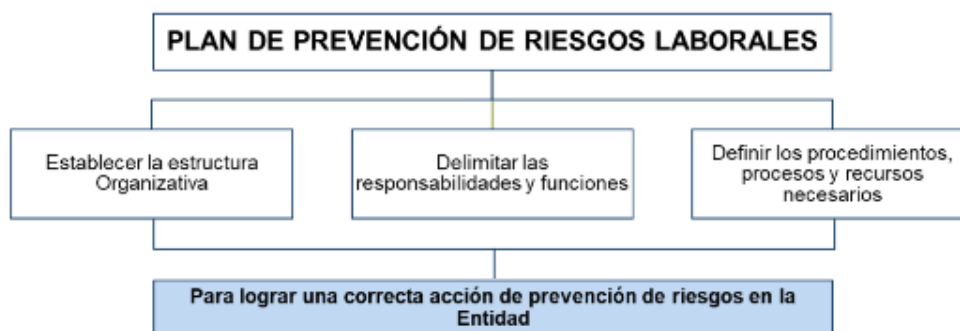 PLAN DE PREVENCIÓN DE RIESGOS LABORALES
Establecer la estructura
Organizativa
Delimitar las
responsabilidades y funciones
Definir los procedimientos,
procesos y recursos
necesarios
Para lograr una correcta acción de prevención de riesgos en la
Entidad